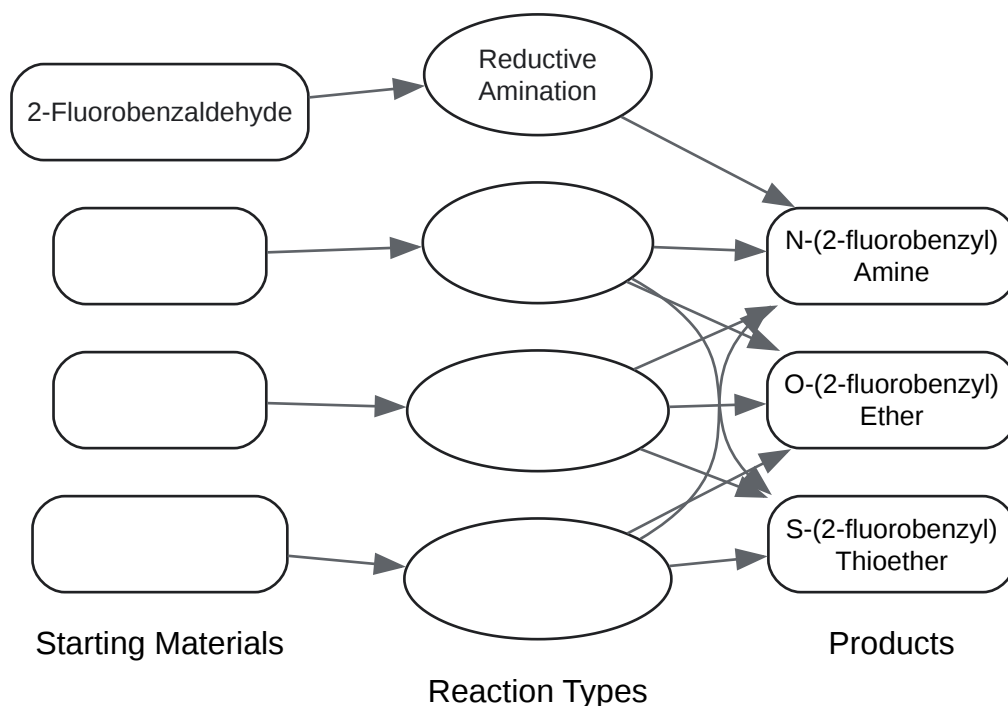 Reductive
Amination
2-Fluorobenzaldehyde
N-(2-fluorobenzyl)
Amine
O-(2-fluorobenzyl)
Ether
S-(2-fluorobenzyl)
Thioether
Starting Materials
Products
Reaction Types